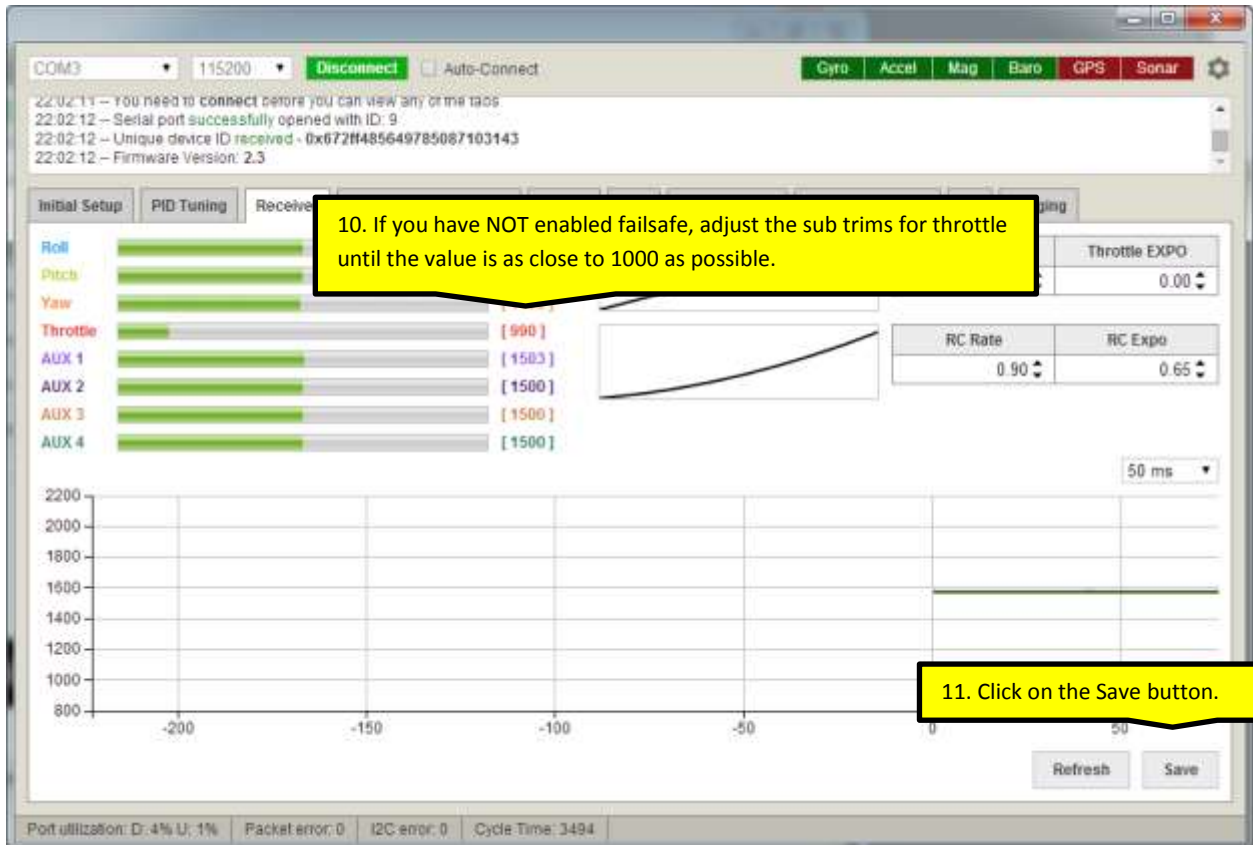 COM3 115200 Disconnect Auto-Connect Gyro Accel Mag Baro GPS Sonar
22:02:11 -- You need to connect before you can view any of the tabs
22:02:12 -- Serial port successfully opened with ID: 9
22:02:12 -- Unique device ID received - 0x672ff485649785087103143
22:02:12 -- Firmware Version: 2.3
Initial Setup PID Tuning Receive
10. If you have NOT enabled failsafe, adjust the sub trims for throttle
until the value is as close to 1000 as possible.
Roll
Pitch
Yaw
Throttle [ 990 ]
AUX 1 [ 1503 ]
AUX 2 [ 1500 ]
AUX 3 [ 1500 ]
AUX 4 [ 1500 ]
Throttle EXPO
0.00
RC Rate RC Expo
0.90 0.65
50 ms
2200
2000
1800
1600
1400
1200
1000
800
-200 -150 -100 -50 0 50
11. Click on the Save button.
Refresh Save
Port utilization: D: 4% U: 1% Packet error: 0 I2C error: 0 Cycle Time: 3494